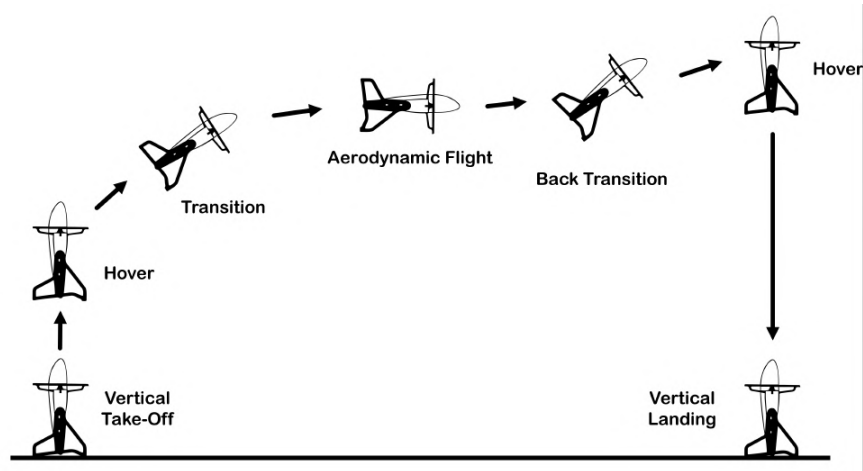 Hover
Aerodynamic Flight
Back Transition
Transition
Hover
Vertical
Take-Off
Vertical
Landing